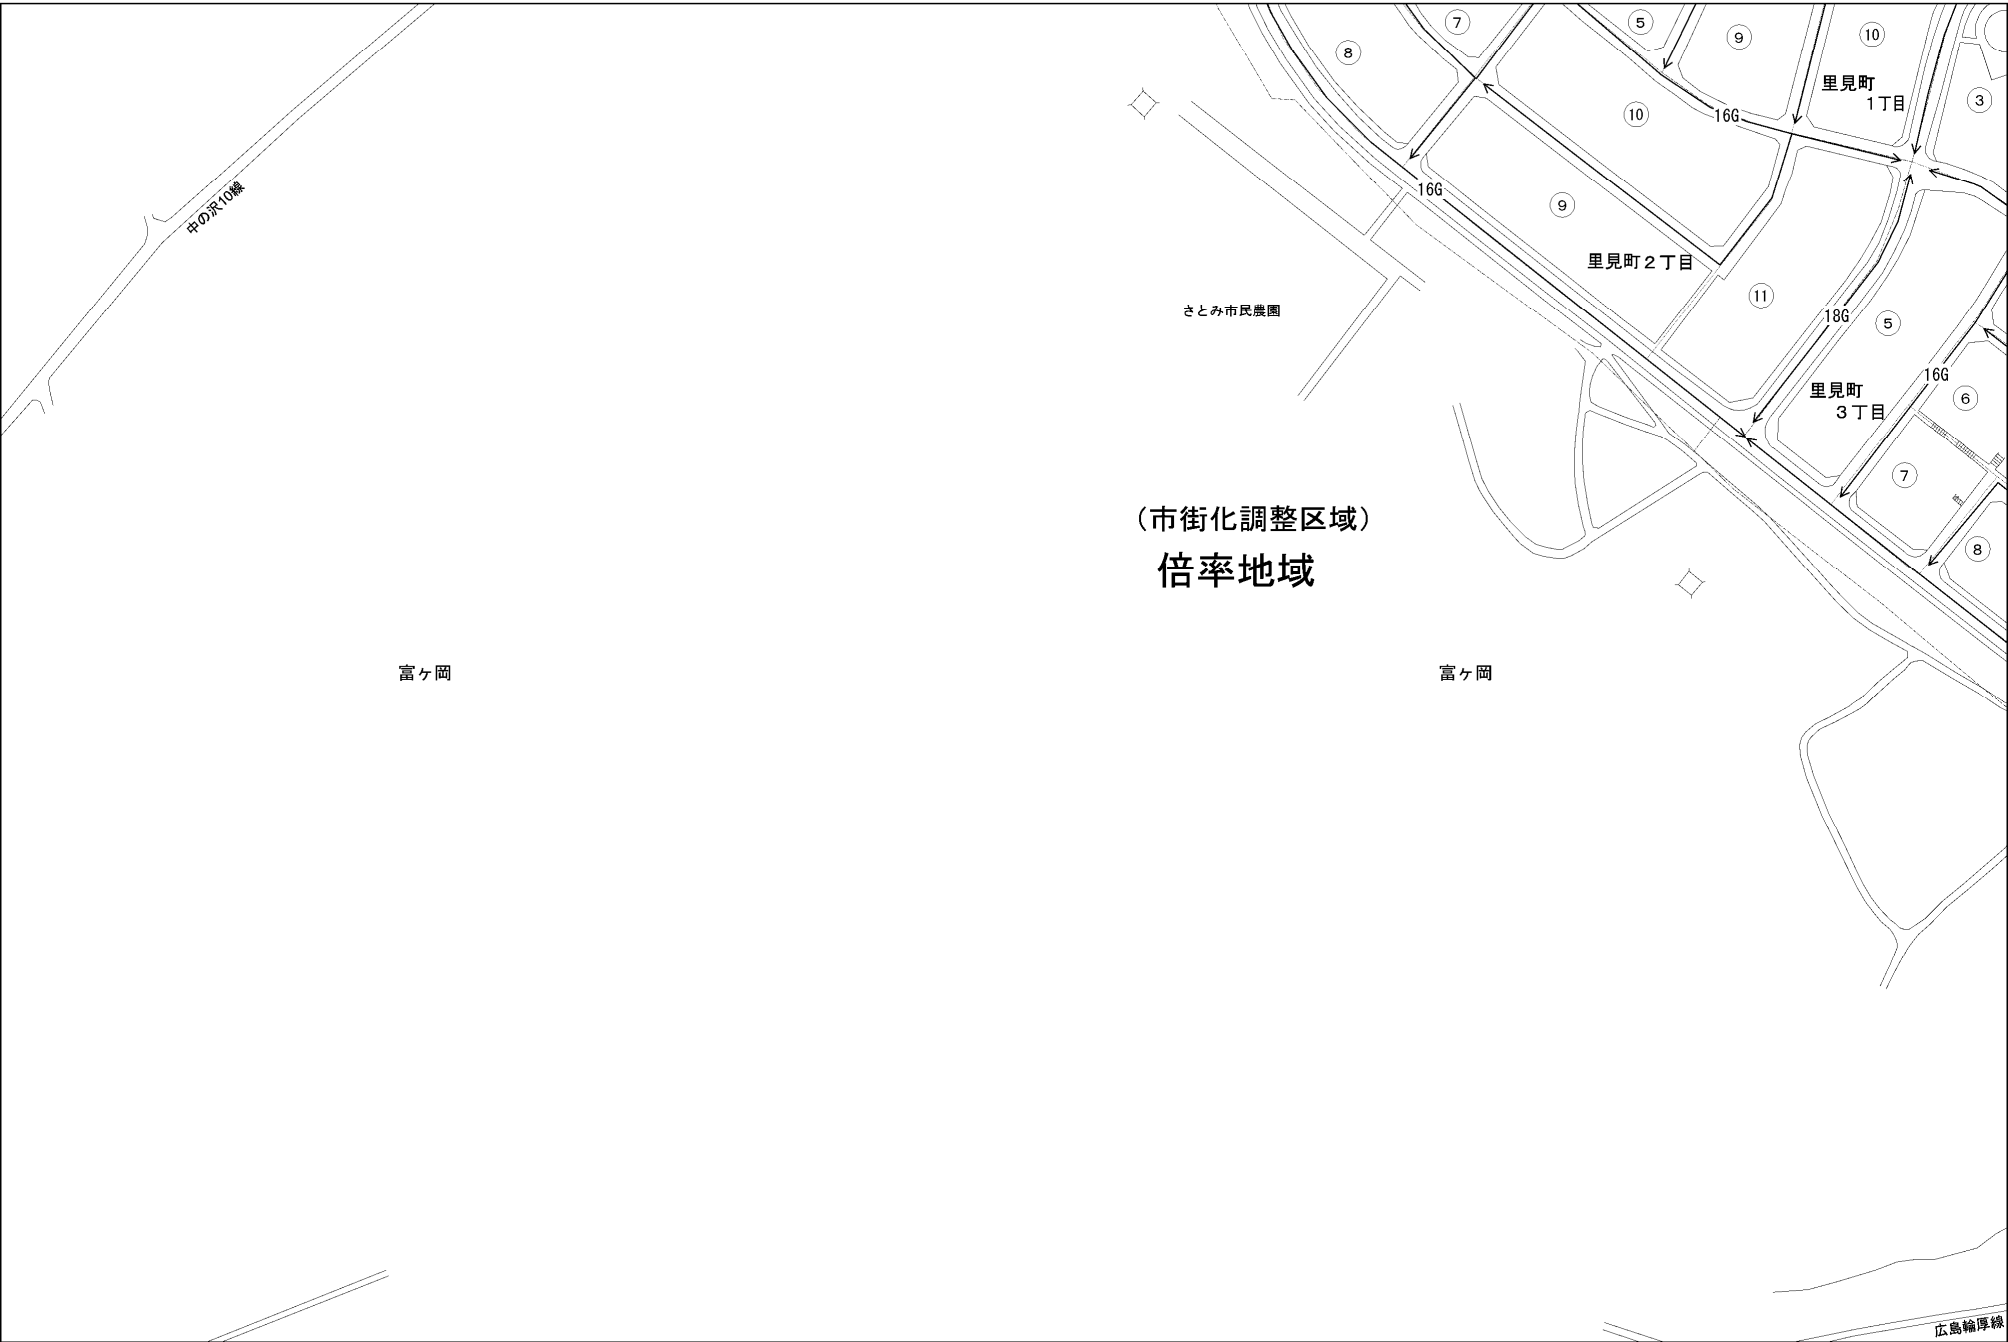 ⑦
⑤
⑨
⑩
⑧
里見町
1丁目
③
⑩
16G
16G
⑨
里見町2丁目
中の沢10線
さとみ市民農園
⑪
18G
⑤
16G
里見町
3丁目
⑥
⑦
(市街化調整区域)
倍率地域
⑧
富ヶ岡
富ヶ岡
広島輪厚線